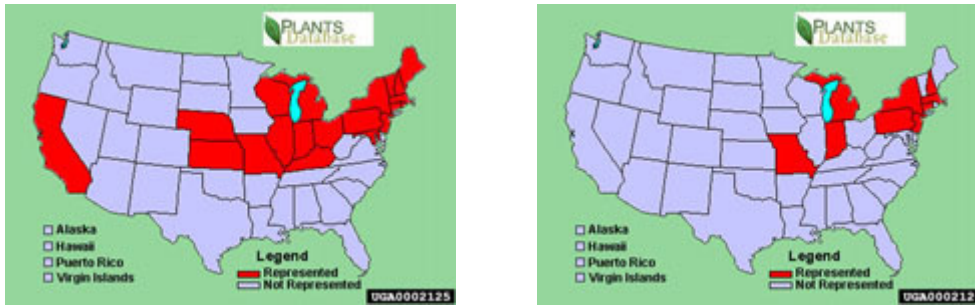 PLANTS
Database
Alaska
Hawaii
Puerto Rico
Virgin Islands
Legend
Represented
Not Represented
UGA0002125
PLANTS
Database
Alaska
Hawaii
Puerto Rico
Virgin Islands
Legend
Represented
Not Represented
UGA000212